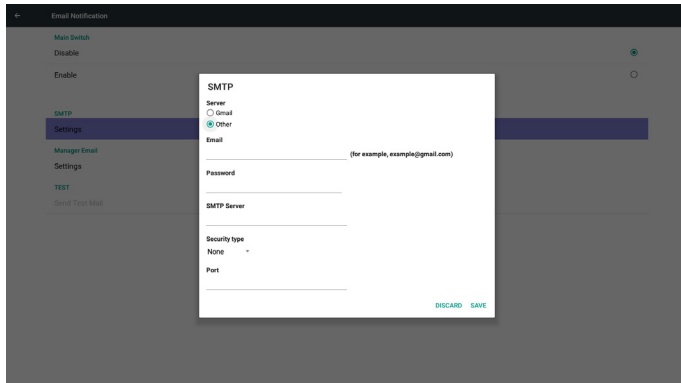 Email Notification
Main Switch
Disable
Enable
SMTP
Settings
Manager Email
Settings
TEST
Send Test Mail
SMTP
Server
Gmail
Other
Email
(for example, example@gmail.com)
Password
SMTP Server
Security type
None
Port
DISCARD SAVE